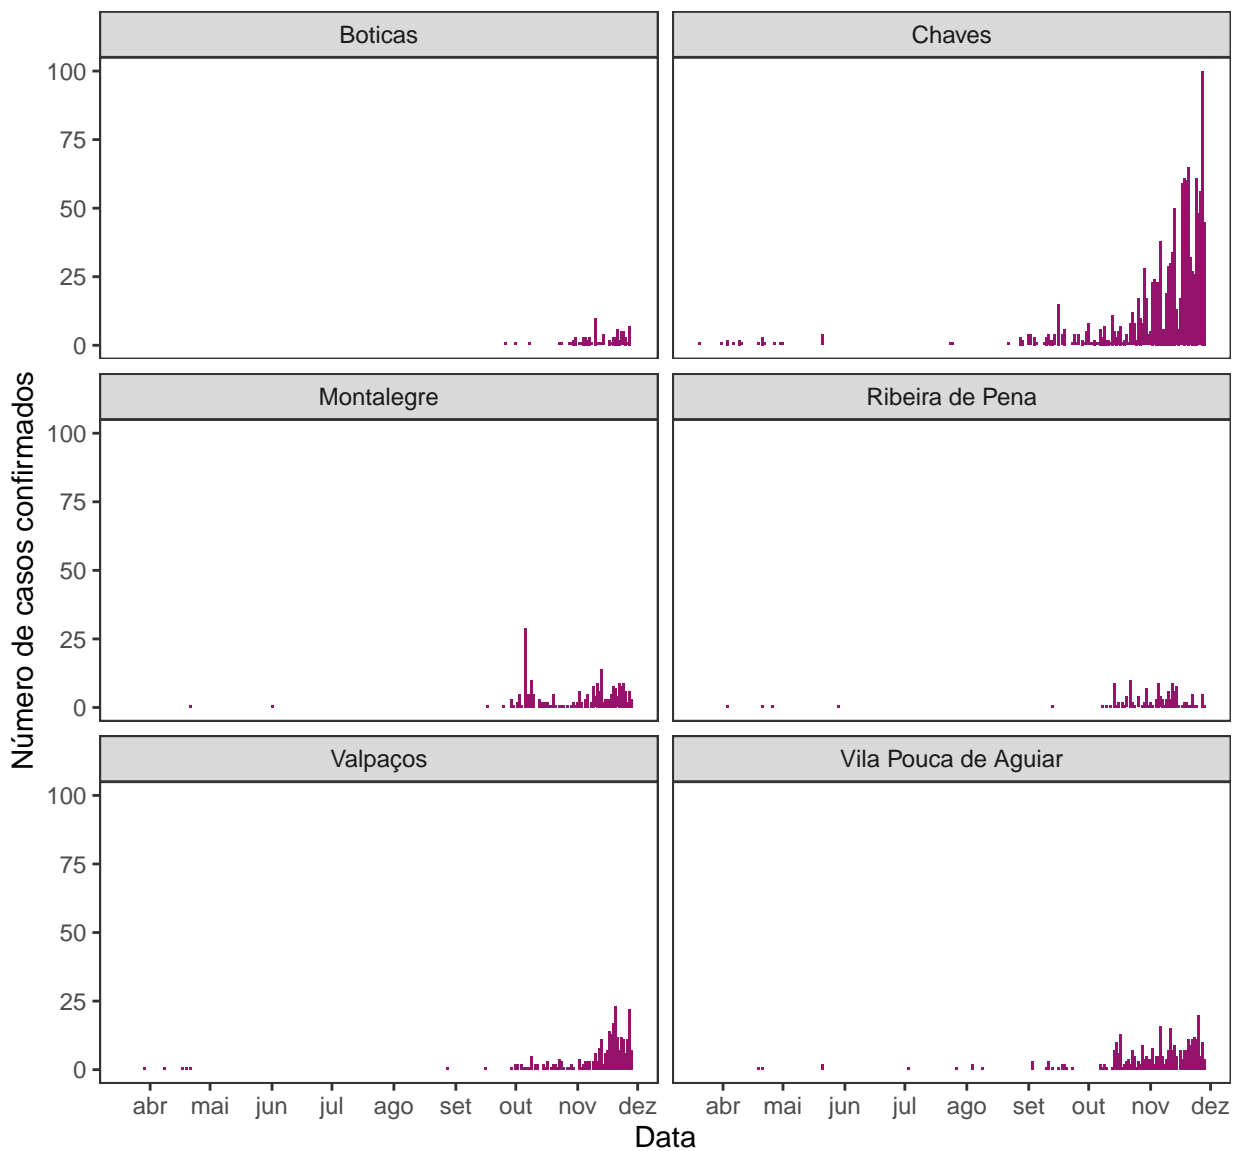 Boticas
Chaves
100
75
50
25
0
Montalegre
Ribeira de Pena
100
75
50
25
0
Número de casos confirmados
Valpaços
Vila Pouca de Aguiar
100
75
50
25
0
abr mai jun jul ago set out nov dez
abr mai jun jul ago set out nov dez
Data